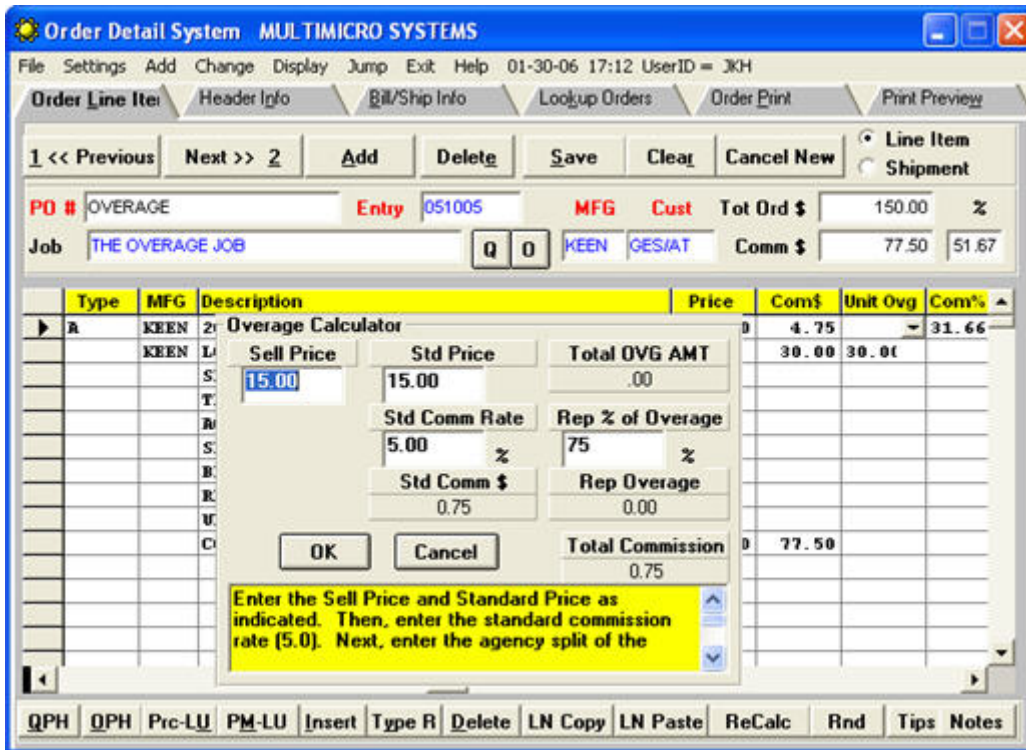 Order Detail System MULTIMICRO SYSTEMS
File Settings Add Change Display Jump Exit Help 01-30-06 17:12 UserID = JKH
Order Line Iter Header Info Bill/Ship Info Lookup Orders Order Print Print Preview
1 << Previous Next >> 2 Add Delete Save Clear Cancel New Line Item
Shipment
PO # OVERAGE Entry 051005 MFG Cust Tot Ord $ 150.00 %
Job THE OVERAGE JOB Q O KEEN GES/AT Comm $ 77.50 51.67
Type MFG Description Price Com$ Unit Ovg Com%
A KEEN 4.75 31.66
KEEN 30.00 30.00
77.50
Overage Calculator
Sell Price Std Price Total OVG AMT
15.00 15.00 .00
Std Comm Rate Rep % of Overage
5.00 % 75 %
Std Comm $ Rep Overage
0.75 0.00
OK Cancel Total Commission
0.75
Enter the Sell Price and Standard Price as
indicated. Then, enter the standard commission
rate (5.0). Next, enter the agency split of the
QPH OPH Prc-LU PM-LU Insert Type R Delete LN Copy LN Paste ReCalc Rnd Tips Notes